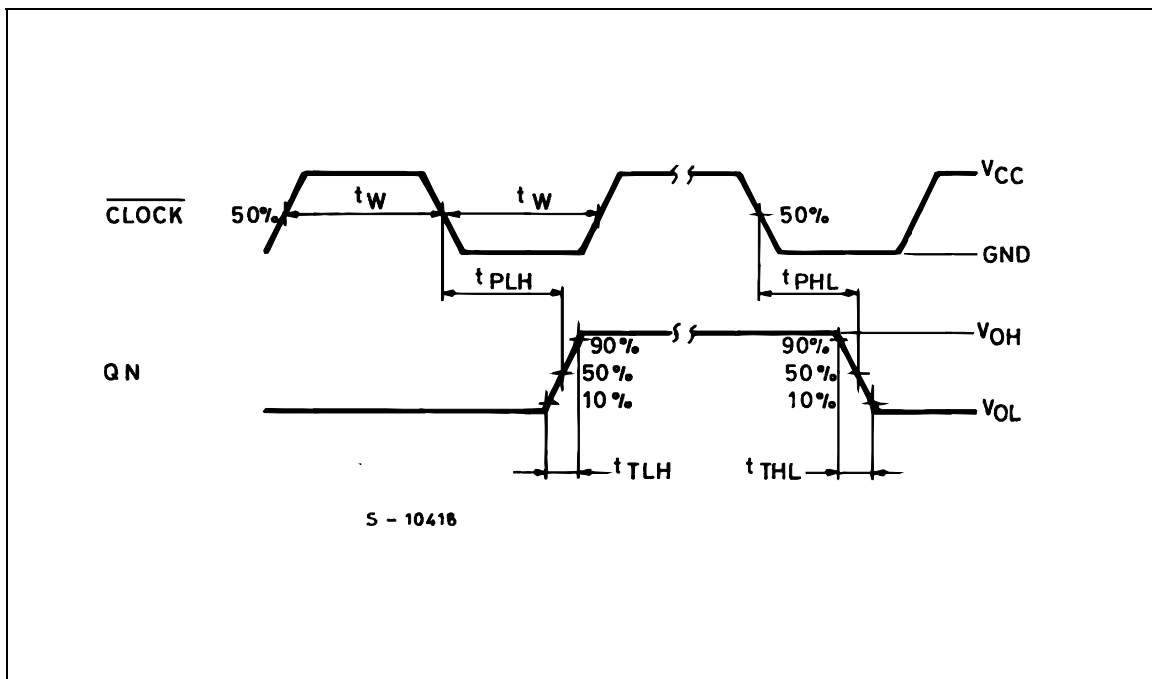 VCC
CLOCK
50%
tW
tW
50%
GND
tPLH
tPHL
VOH
90%
90%
QN
50%
50%
10%
10%
VOL
tTLH
tTHL
S - 10418